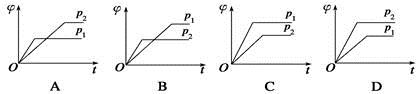 φ p₂ p₁ O t
A
φ p₁ p₂ O t
B
φ p₁ p₂ O t
C
φ p₂ p₁ O t
D